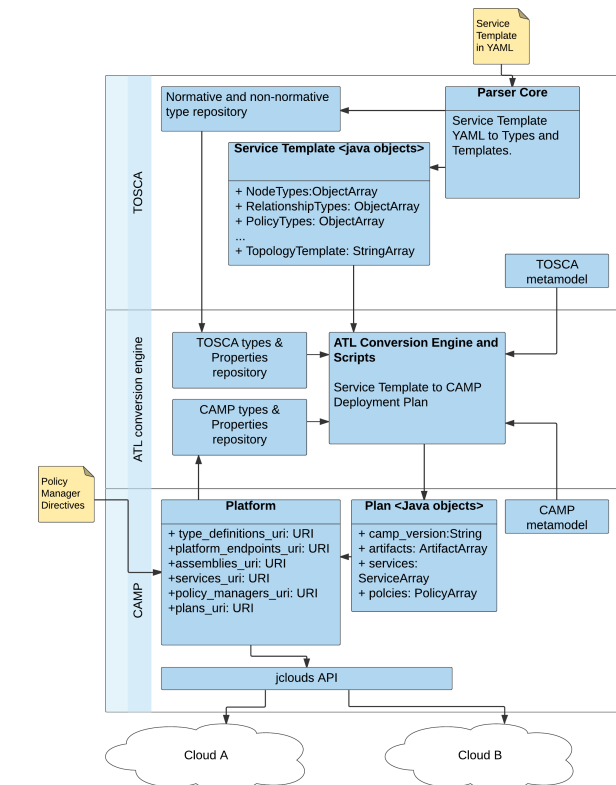 Service
Template
in YAML
Parser Core
Service Template
YAML to Types and
Templates.
Normative and non-normative
type repository
Service Template <java objects>
+ NodeTypes:ObjectArray
+ RelationshipTypes: ObjectArray
+ PolicyTypes: ObjectArray
...
+ TopologyTemplate: StringArray
TOSCA
TOSCA
metamodel
ATL conversion engine
TOSCA types &
Properties
repository
ATL Conversion Engine and
Scripts
Service Template to CAMP
Deployment Plan
CAMP types &
Properties
repository
Policy
Manager
Directives
CAMP
Platform
+ type_definitions_uri: URI
+platform_endpoints_uri: URI
+assemblies_uri: URI
+services_uri: URI
+policy_managers_uri: URI
+plans_uri: URI
Plan <Java objects>
+ camp_version:String
+ artifacts: ArtifactArray
+ services:
ServiceArray
+ polcies: PolicyArray
CAMP
metamodel
jclouds API
Cloud A
Cloud B